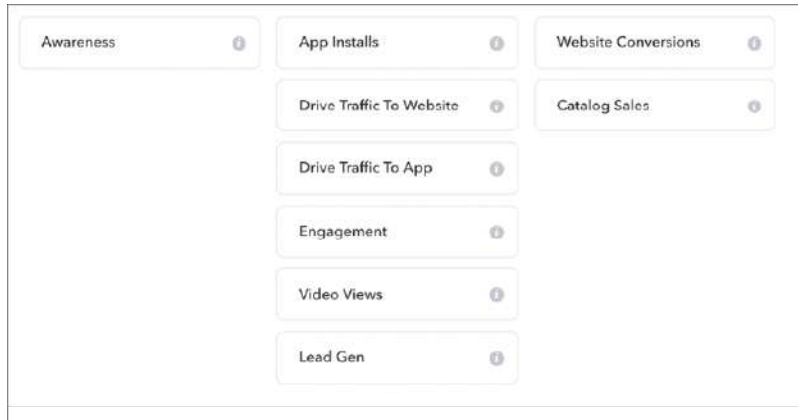 Awareness
App Installs
Drive Traffic To Website
Drive Traffic To App
Engagement
Video Views
Lead Gen
Website Conversions
Catalog Sales